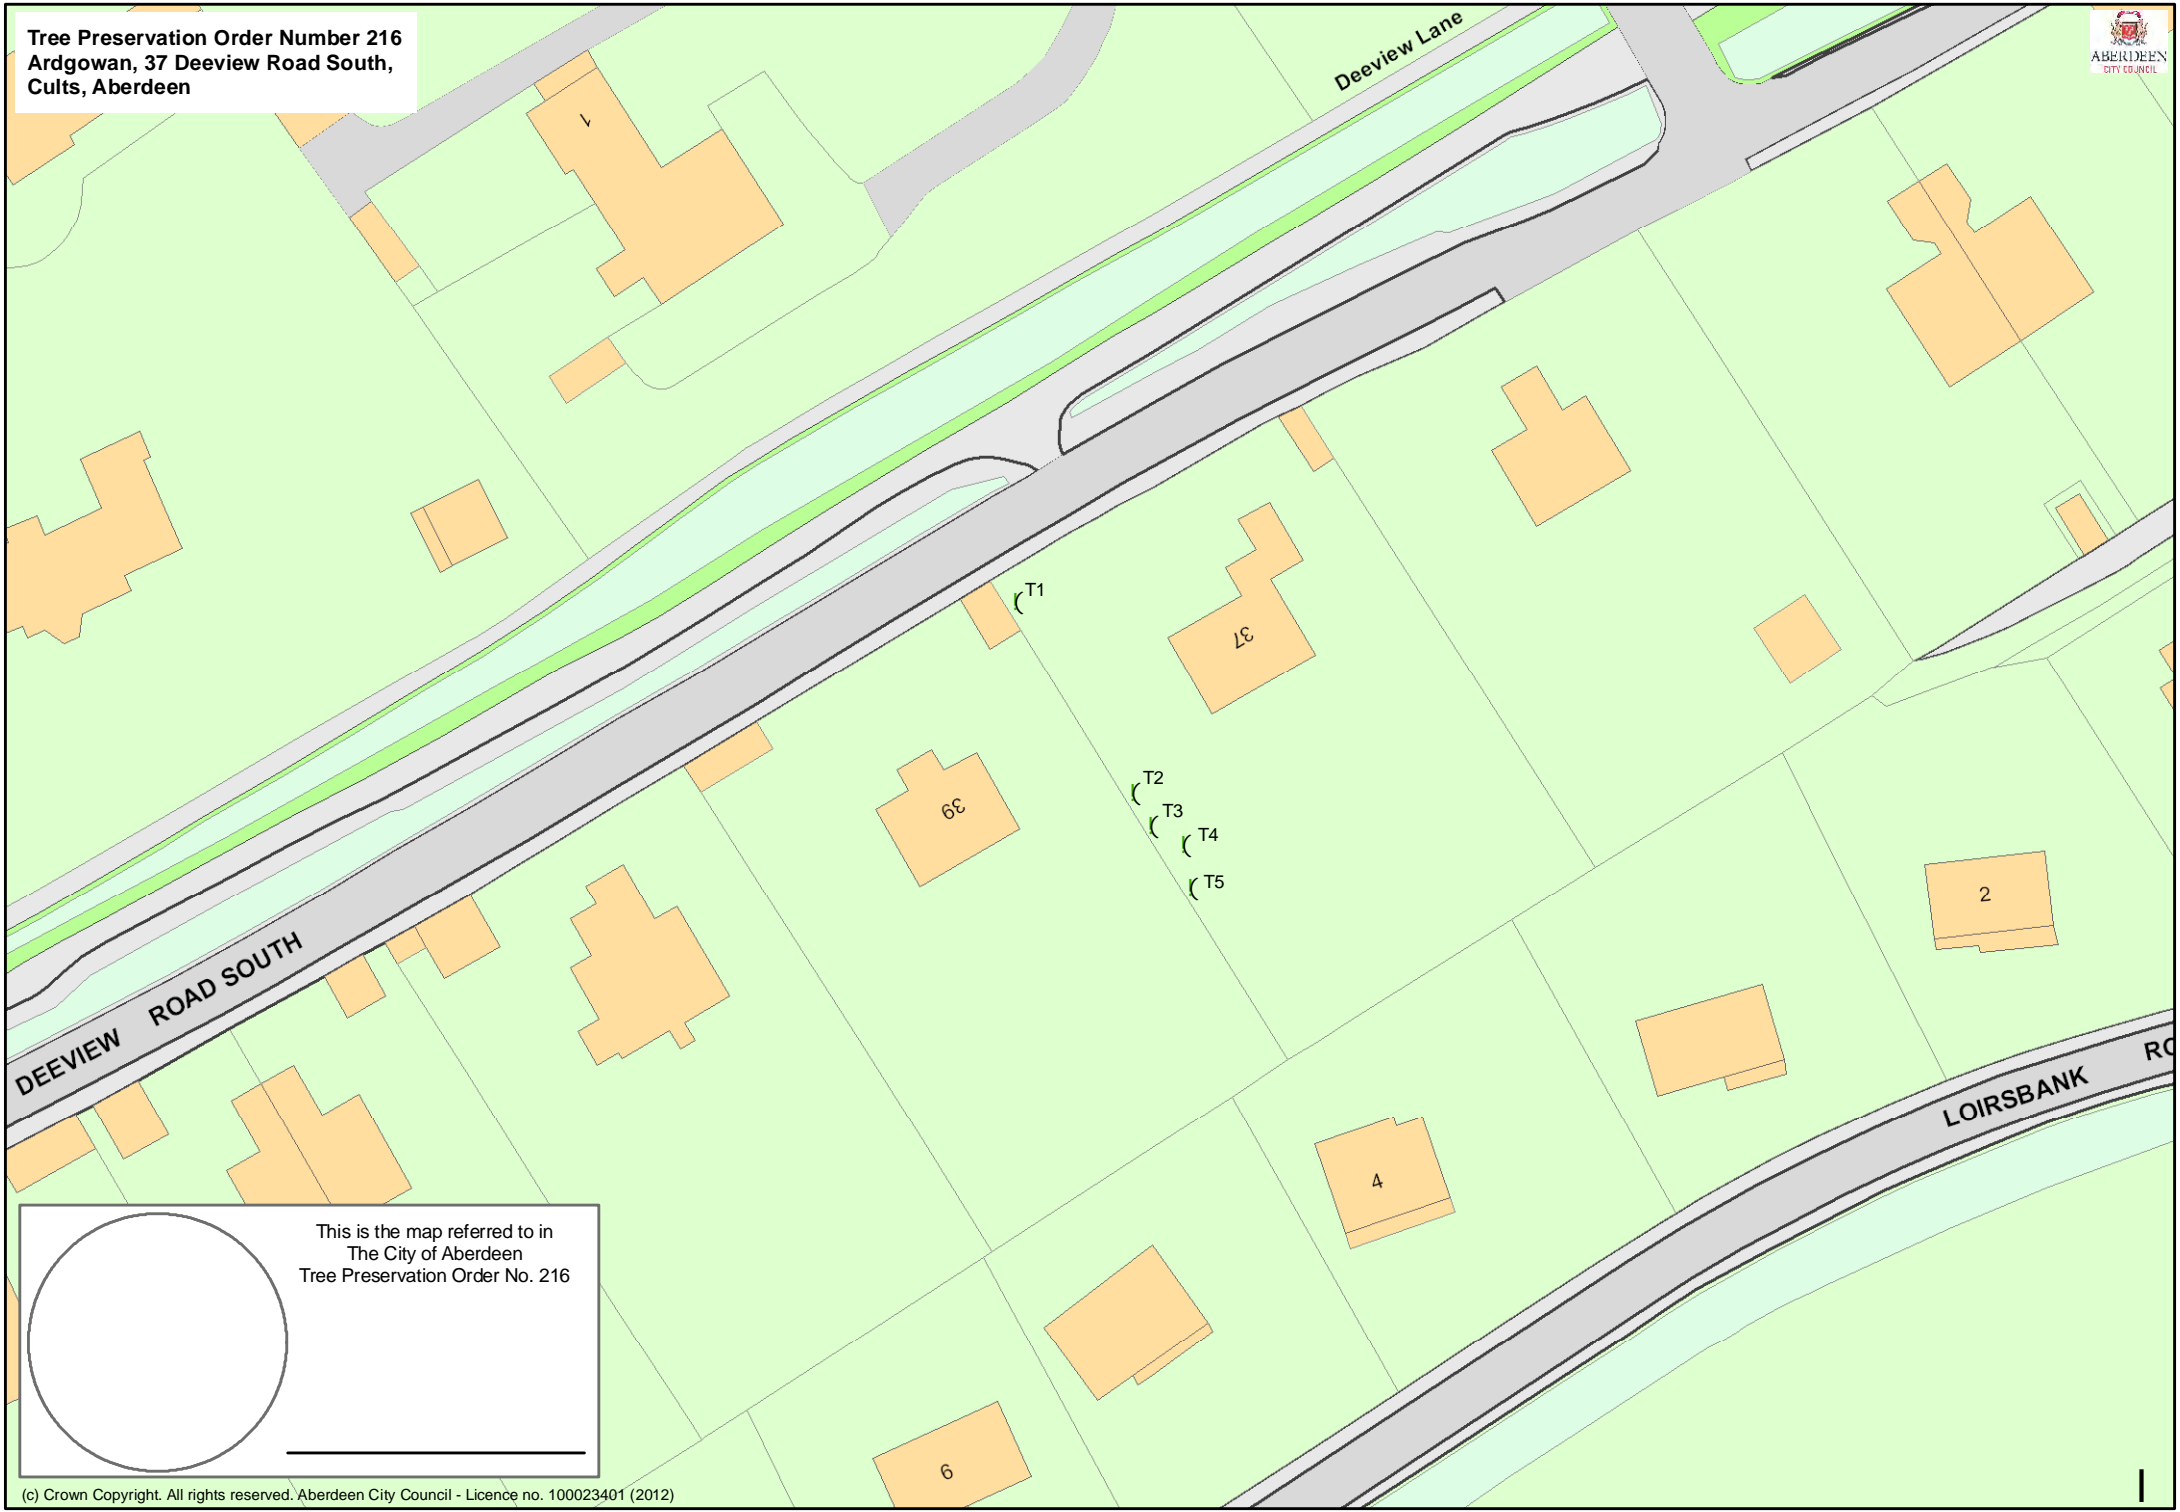 Tree Preservation Order Number 216
Ardgowan, 37 Deeview Road South,
Cults, Aberdeen
Deeview Lane
ABERDEEN
CITY COUNCIL
1
T1
37
T2
39
T3
T4
T5
2
DEEVIEW ROAD SOUTH
LOIRSBANK RO
4
6
This is the map referred to in
The City of Aberdeen
Tree Preservation Order No. 216
(c) Crown Copyright. All rights reserved. Aberdeen City Council - Licence no. 100023401 (2012)